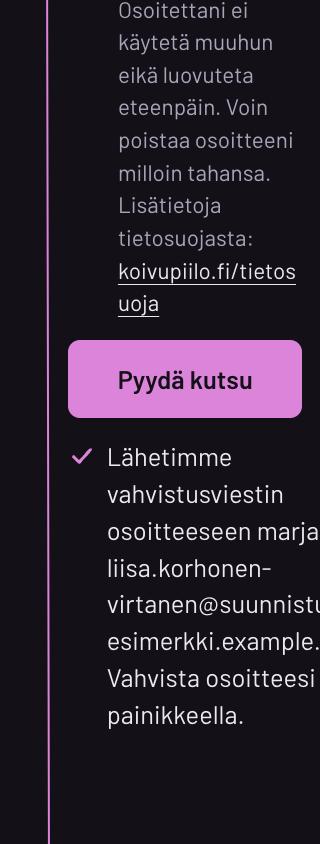 Osoitettani ei
käytetä muuhun
eikä luovuteta
eteenpäin. Voin
poistaa osoitteeni
milloin tahansa.
Lisätietoja
tietosuojasta:
koivupiilo.fi/tietos
uoja
Pyydä kutsu
Lähetimme
vahvistusviestin
osoitteeseen marja
liisa.korhonen-
virtanen@suunnistu
esimerkki.example.
Vahvista osoitteesi
painikkeella.